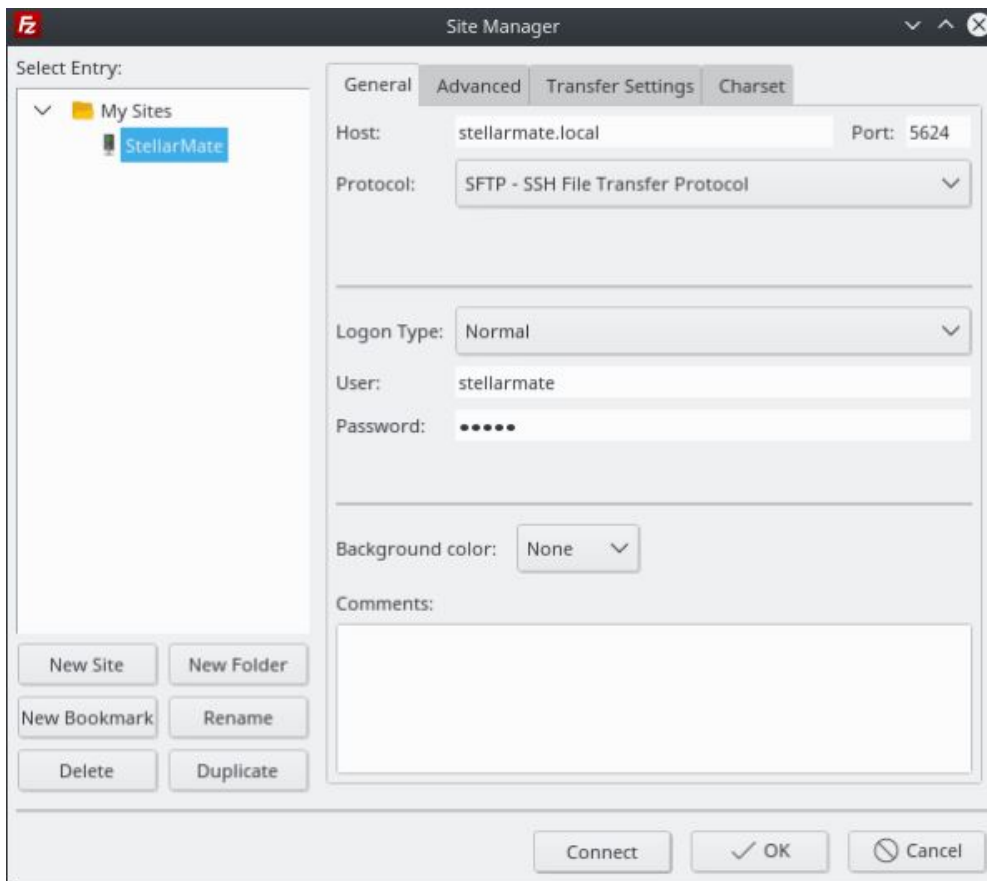 Fz
Site Manager
Select Entry:
My Sites
StellarMate
New Site New Folder
New Bookmark Rename
Delete Duplicate
General Advanced Transfer Settings Charset
Host: stellarmate.local Port: 5624
Protocol: SFTP - SSH File Transfer Protocol
Logon Type: Normal
User: stellarmate
Password: •••••
Background color: None
Comments:
Connect OK Cancel